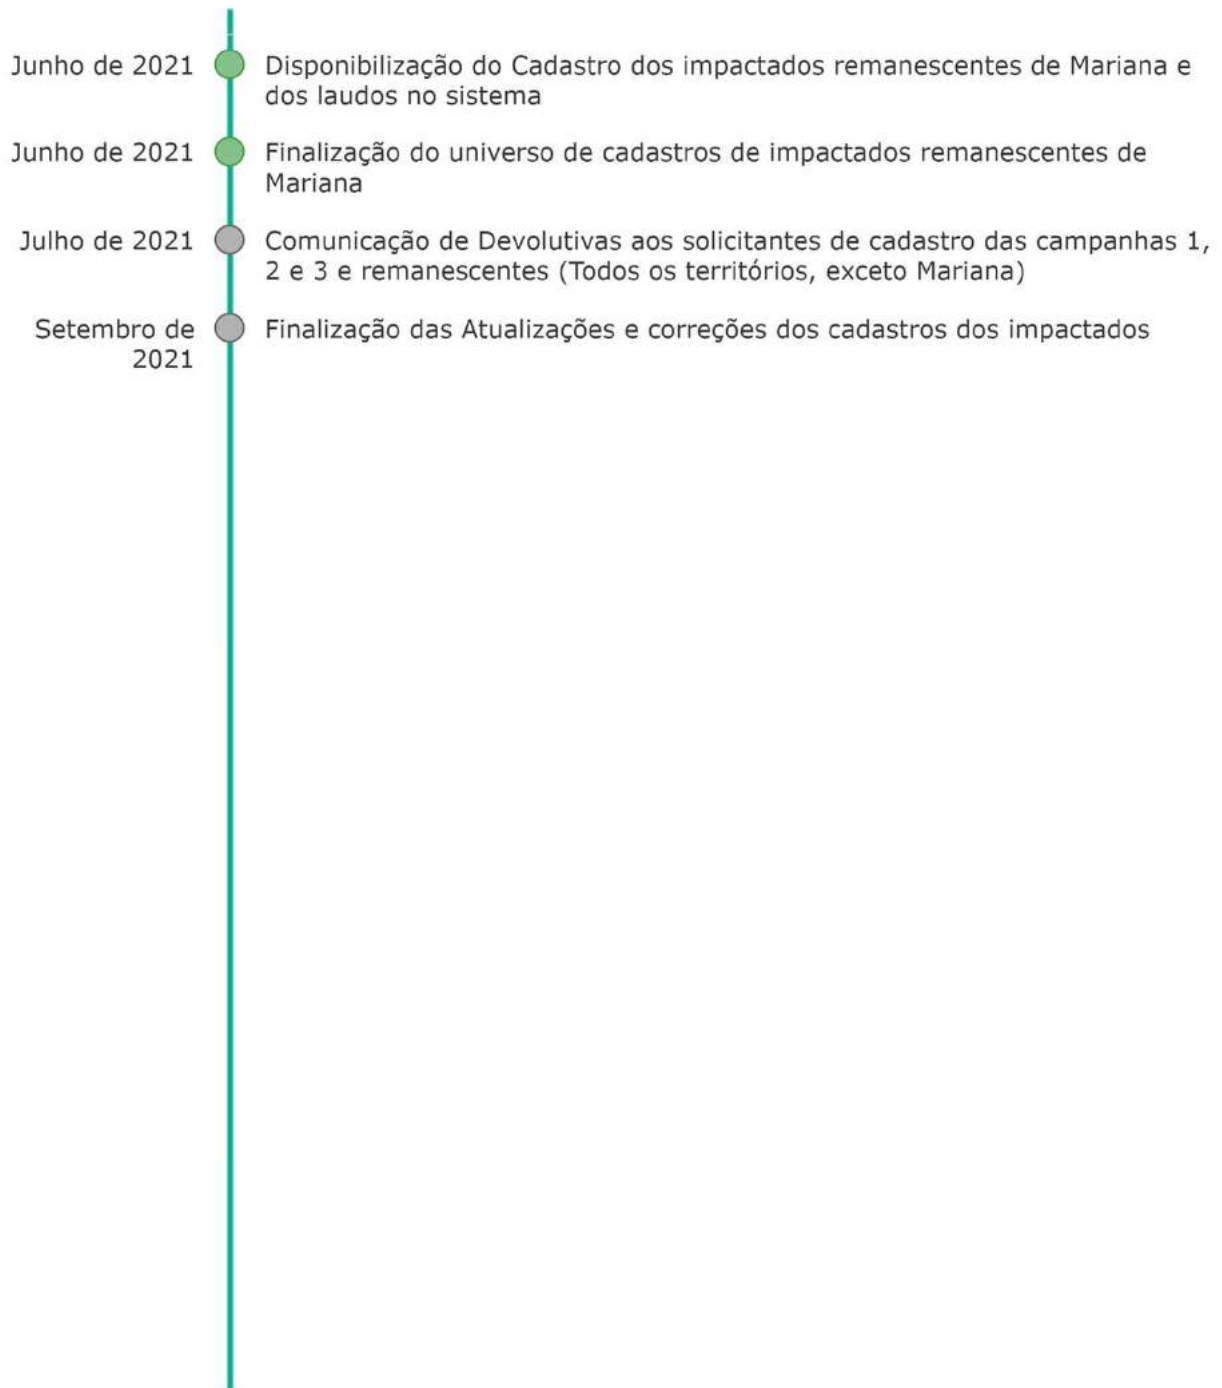 Junho de 2021 Disponibilização do Cadastro dos impactados remanescentes de Mariana e
dos laudos no sistema
Junho de 2021 Finalização do universo de cadastros de impactados remanescentes de
Mariana
Julho de 2021 Comunicação de Devolutivas aos solicitantes de cadastro das campanhas 1,
2 e 3 e remanescentes (Todos os territórios, exceto Mariana)
Setembro de Finalização das Atualizações e correções dos cadastros dos impactados
2021